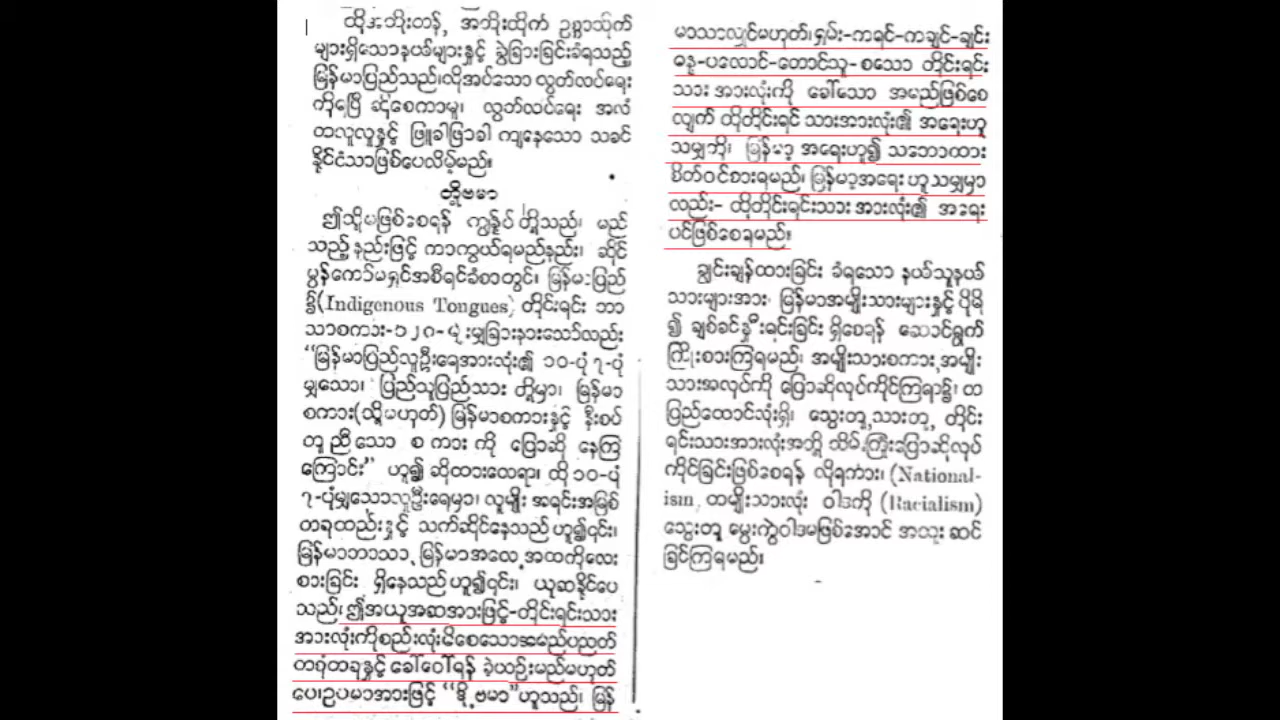 ထိုအဘိုးတန်, အဘိုးထိုက် ဥစ္စာသိုက်
များရှိသောနယ်များနှင့် ခွဲခြားခြင်းခံရသည့်
မြန်မာပြည်သည်၊လိုအပ်သော လွတ်လပ်ရေး
ကိုရပြီ ဆိုစေကာမူ၊ လွတ်လပ်ရေး အလံ
တလူလူနှင့် ဖြူခါဖြာခါ ကျနေသော သခင်
နိုင်ငံသာဖြစ်ပေလိမ့်မည်။
တို့ဗမာ
ဤသို့မဖြစ်စေရန် ကျွန်ုပ်တို့သည်၊ မည်
သည့်နည်းဖြင့် ကာကွယ်ရမည်နည်း၊ ဆိုင်
မွန်ကော်မရှင်အစီရင်ခံစာတွင်၊ မြန်မာပြည်
၌(Indigenous Tongues) တိုင်းရင်း ဘာ
သာစကား-၁၂၈-မျိုးမျှခြားနားသော်လည်း
“မြန်မာပြည်လူဦးရေအားလုံး၏ ၁၀-ပုံ ၇-ပုံ
မျှသော၊ ပြည်သူပြည်သား တို့မှာ၊ မြန်မာ
စကား(သို့မဟုတ်) မြန်မာစကားနှင့် နီးစပ်
တူညီသော စကားကို ပြောဆို နေကြ
ကြောင်း” ဟူ၍ ဆိုထားလေရာ၊ ထို ၁၀-ပုံ
၇-ပုံမျှသောလူဦးရေမှာ၊ လူမျိုး အရင်းအမြစ်
တခုတည်းနှင့် သက်ဆိုင်နေသည် ဟူ၍၎င်း၊
မြန်မာဘာသာ, မြန်မာအလေ့အထကိုလေး
စားခြင်း ရှိနေသည်ဟူ၍၎င်း၊ ယူဆနိုင်ပေ
သည်၊ဤအယူအဆအားဖြင့်-တိုင်းရင်းသား
အားလုံးကိုစည်းလုံးမိစေသောအမည်ပညတ်
တရံတခုနှင့် ခေါ်ဝေါ်ရန် ခဲယဉ်းမည်မဟုတ်
ပေ၊ဥပမာအားဖြင့် “ဒို့ဗမာ”ဟူသည်၊ မြန်
မာသာလျှင်မဟုတ်၊ ရှမ်း-ကရင်-ကချင်-ချင်း
ဓနု-ပလောင်-တောင်သူ-စသော တိုင်းရင်း
သား အားလုံးကို ခေါ်သော အမည်ဖြစ်စေ
လျက် ထိုတိုင်းရင် သားအားလုံး၏ အရေးဟူ
သမျှကို၊ မြန်မာ့ အရေးဟူ၍ သဘောထား
စိတ်ဝင်စားရမည်၊ မြန်မာ့အရေး ဟူသမျှမှာ
လည်း- ထို့တိုင်းရင်းသားအားလုံး၏ အရေး
ပင်ဖြစ်စေရမည်။
ချွင်းချန်ထားခြင်း ခံရသော နယ်သူနယ်
သားများအား၊ မြန်မာအမျိုးသားများနှင့် ပိုမို
၍ ချစ်ခင်နှီးရင်းခြင်း ရှိစေရန် ဆောင်ရွက်
ကြိုးစားကြရမည်၊ အမျိုးသားစကား, အမျိုး
သားအလုပ်ကို ပြောဆိုလုပ်ကိုင်ကြရာ၌၊ တ
ပြည်ထောင်လုံးရှိ၊ သွေးတူ, သားတူ, တိုင်း
ရင်းသားအားလုံးအဘို့ သိမ်းကြုံးပြောဆိုလုပ်
ကိုင်ခြင်းဖြစ်စေရန် လိုရကား၊ (National-
ism, တမျိုးသားလုံး ဝါဒကို (Racialism)
သွေးတူ မွေးကွဲဝါဒမဖြစ်အောင် အထူး ဆင်
ခြင်ကြရမည်။